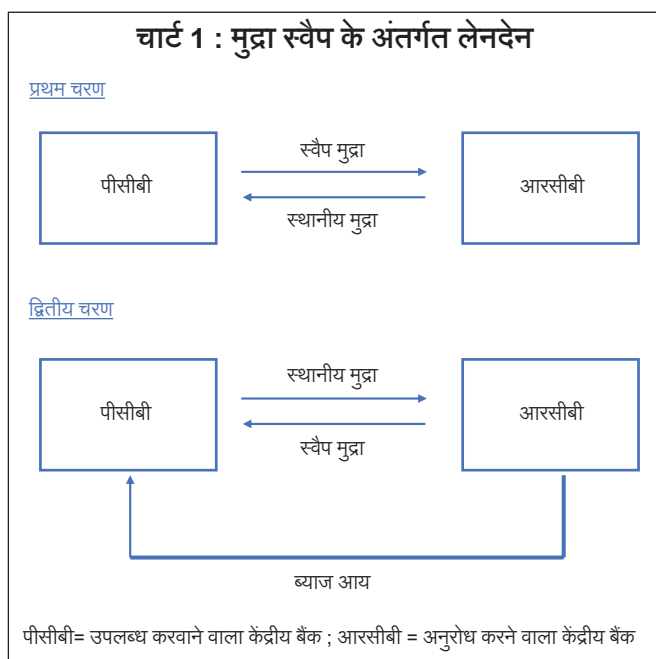 चार्ट 1 : मुद्रा स्वैप के अंतर्गत लेनदेन
प्रथम चरण
स्वैप मुद्रा
पीसीबी
आरसीबी
स्थानीय मुद्रा
द्वितीय चरण
स्थानीय मुद्रा
पीसीबी
आरसीबी
स्वैप मुद्रा
ब्याज आय
पीसीबी= उपलब्ध करवाने वाला केंद्रीय बैंक ; आरसीबी = अनुरोध करने वाला केंद्रीय बैंक